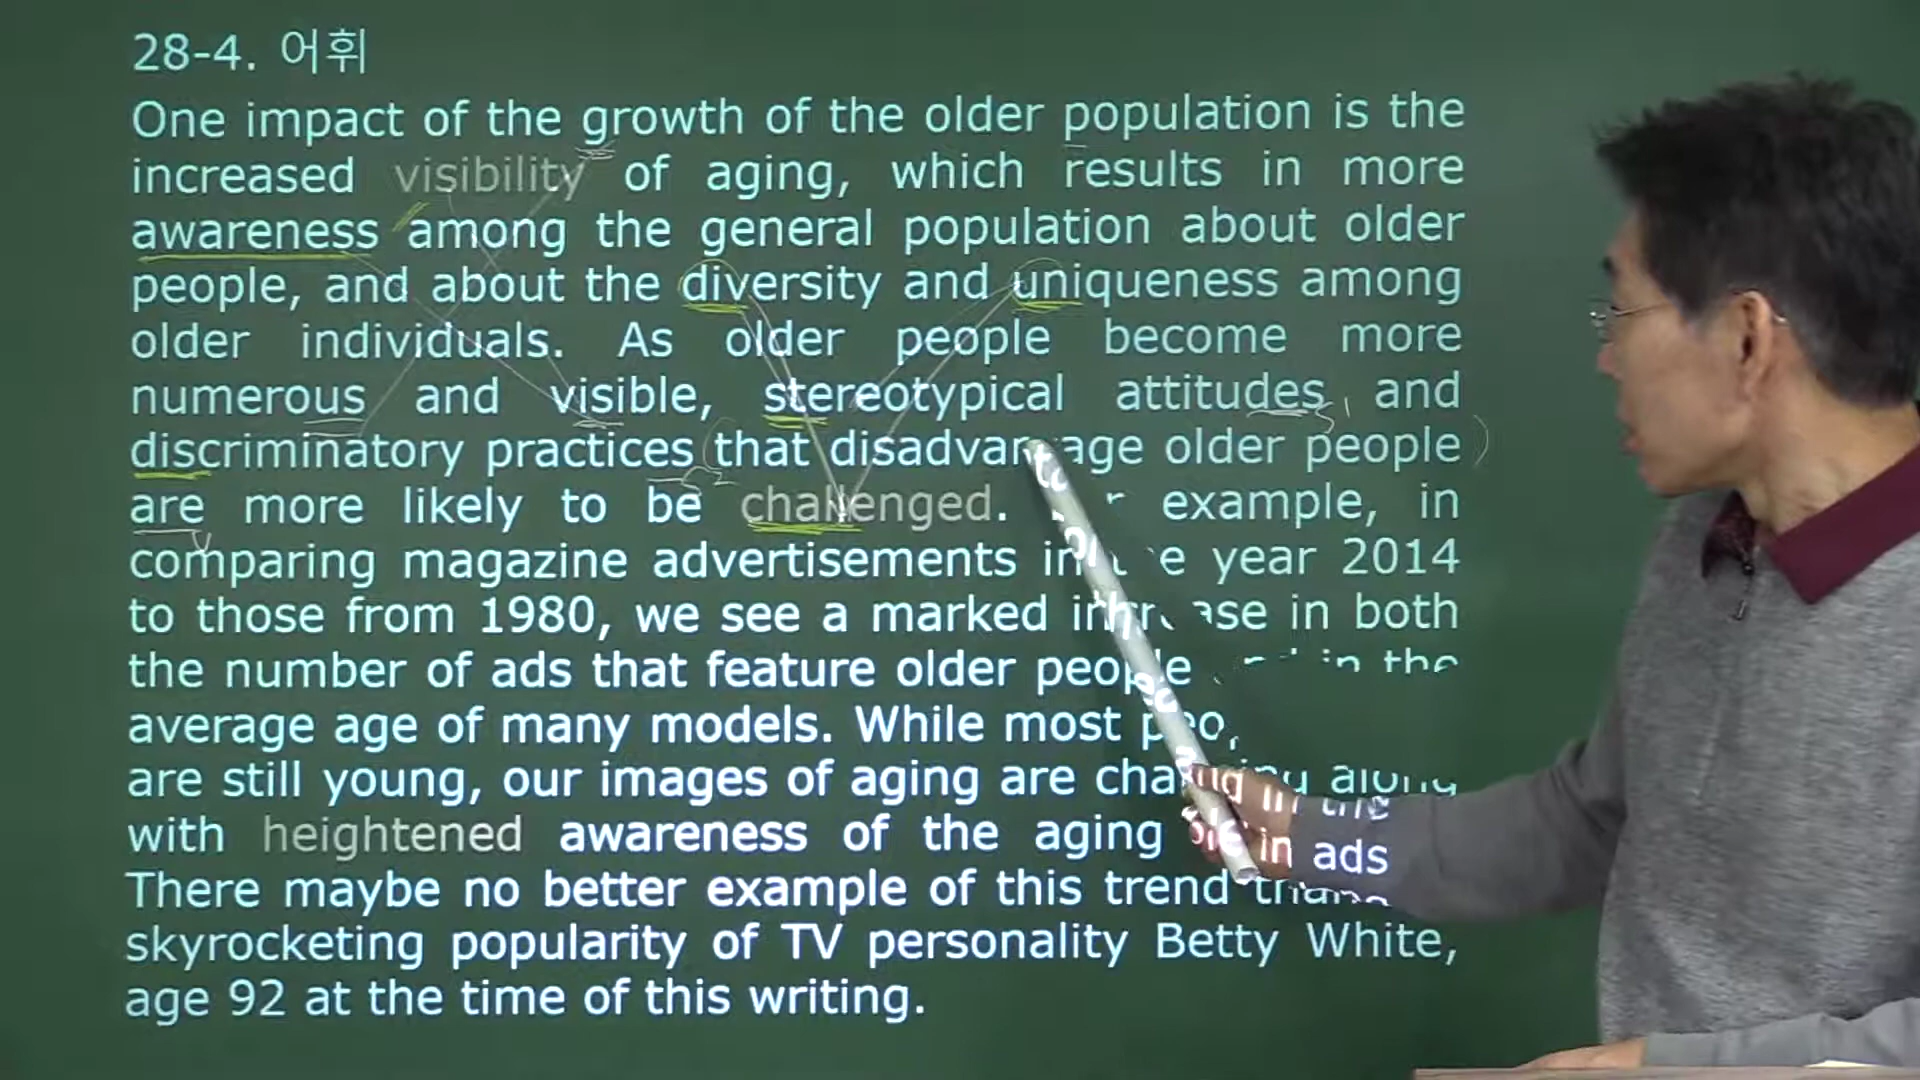 28-4. 어휘
One impact of the growth of the older population is the
increased visibility of aging, which results in more
awareness among the general population about older
people, and about the diversity and uniqueness among
older individuals. As older people become more
numerous and visible, stereotypical attitudes and
discriminatory practices that disadvantage older people
are more likely to be challenged. example, in
comparing magazine advertisements in year 2014
to those from 1980, we see a marked increase in both
the number of ads that feature older people in the
average age of many models. While most
are still young, our images of aging are changing along
with heightened awareness of the aging
There maybe no better example of this trend than
skyrocketing popularity of TV personality Betty White,
age 92 at the time of this writing.
in the
in ads